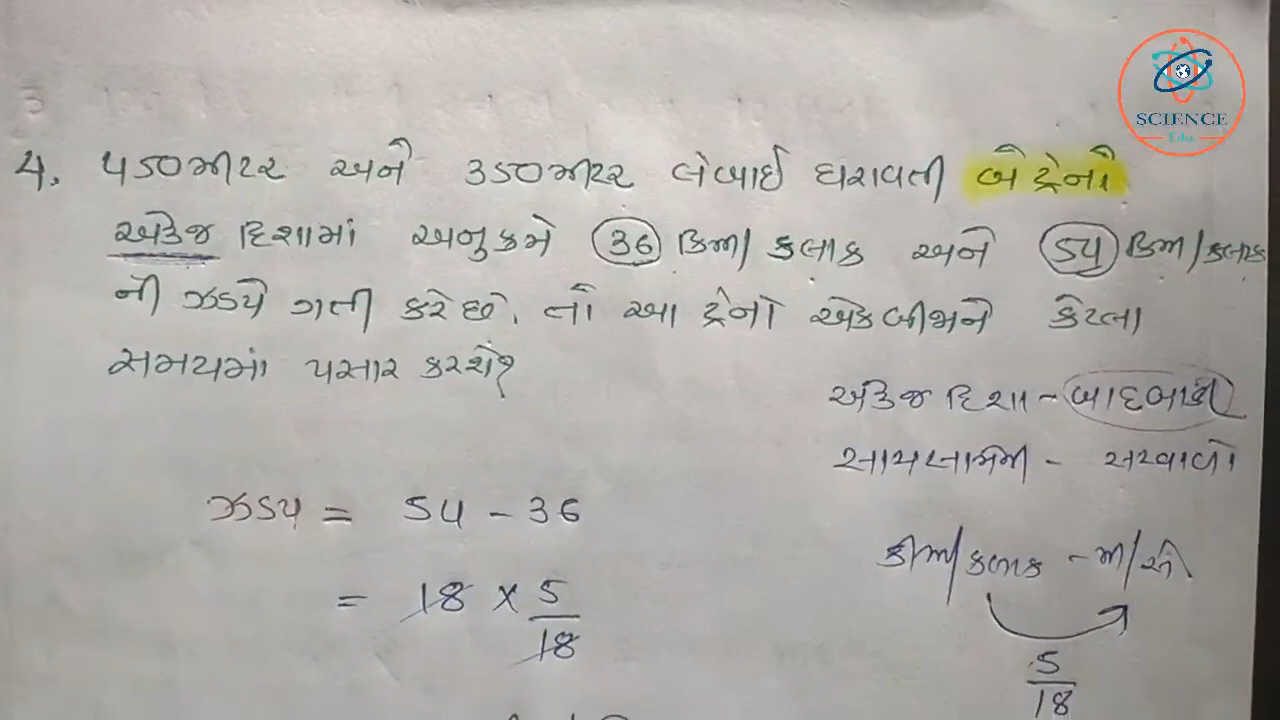 SCIENCE
Edu
4. 450મીટર અને 350મીટર લંબાઈ ધરાવતી બે ટ્રેનો
એકજ દિશામાં અનુક્રમે 36 કિમી/કલાક અને 54 કિમી/કલાક
ની ઝડપે ગતી કરે છે. તો આ ટ્રેનો એકબીજાને કેટલા
સમયમાં પસાર કરશે?
એકજ દિશા - બાદબાકી
સામસામેની - સરવાળો
ઝડપ = 54 - 36
કીમી/કલાક - મી/સે
= 18 × 5/18
5/18